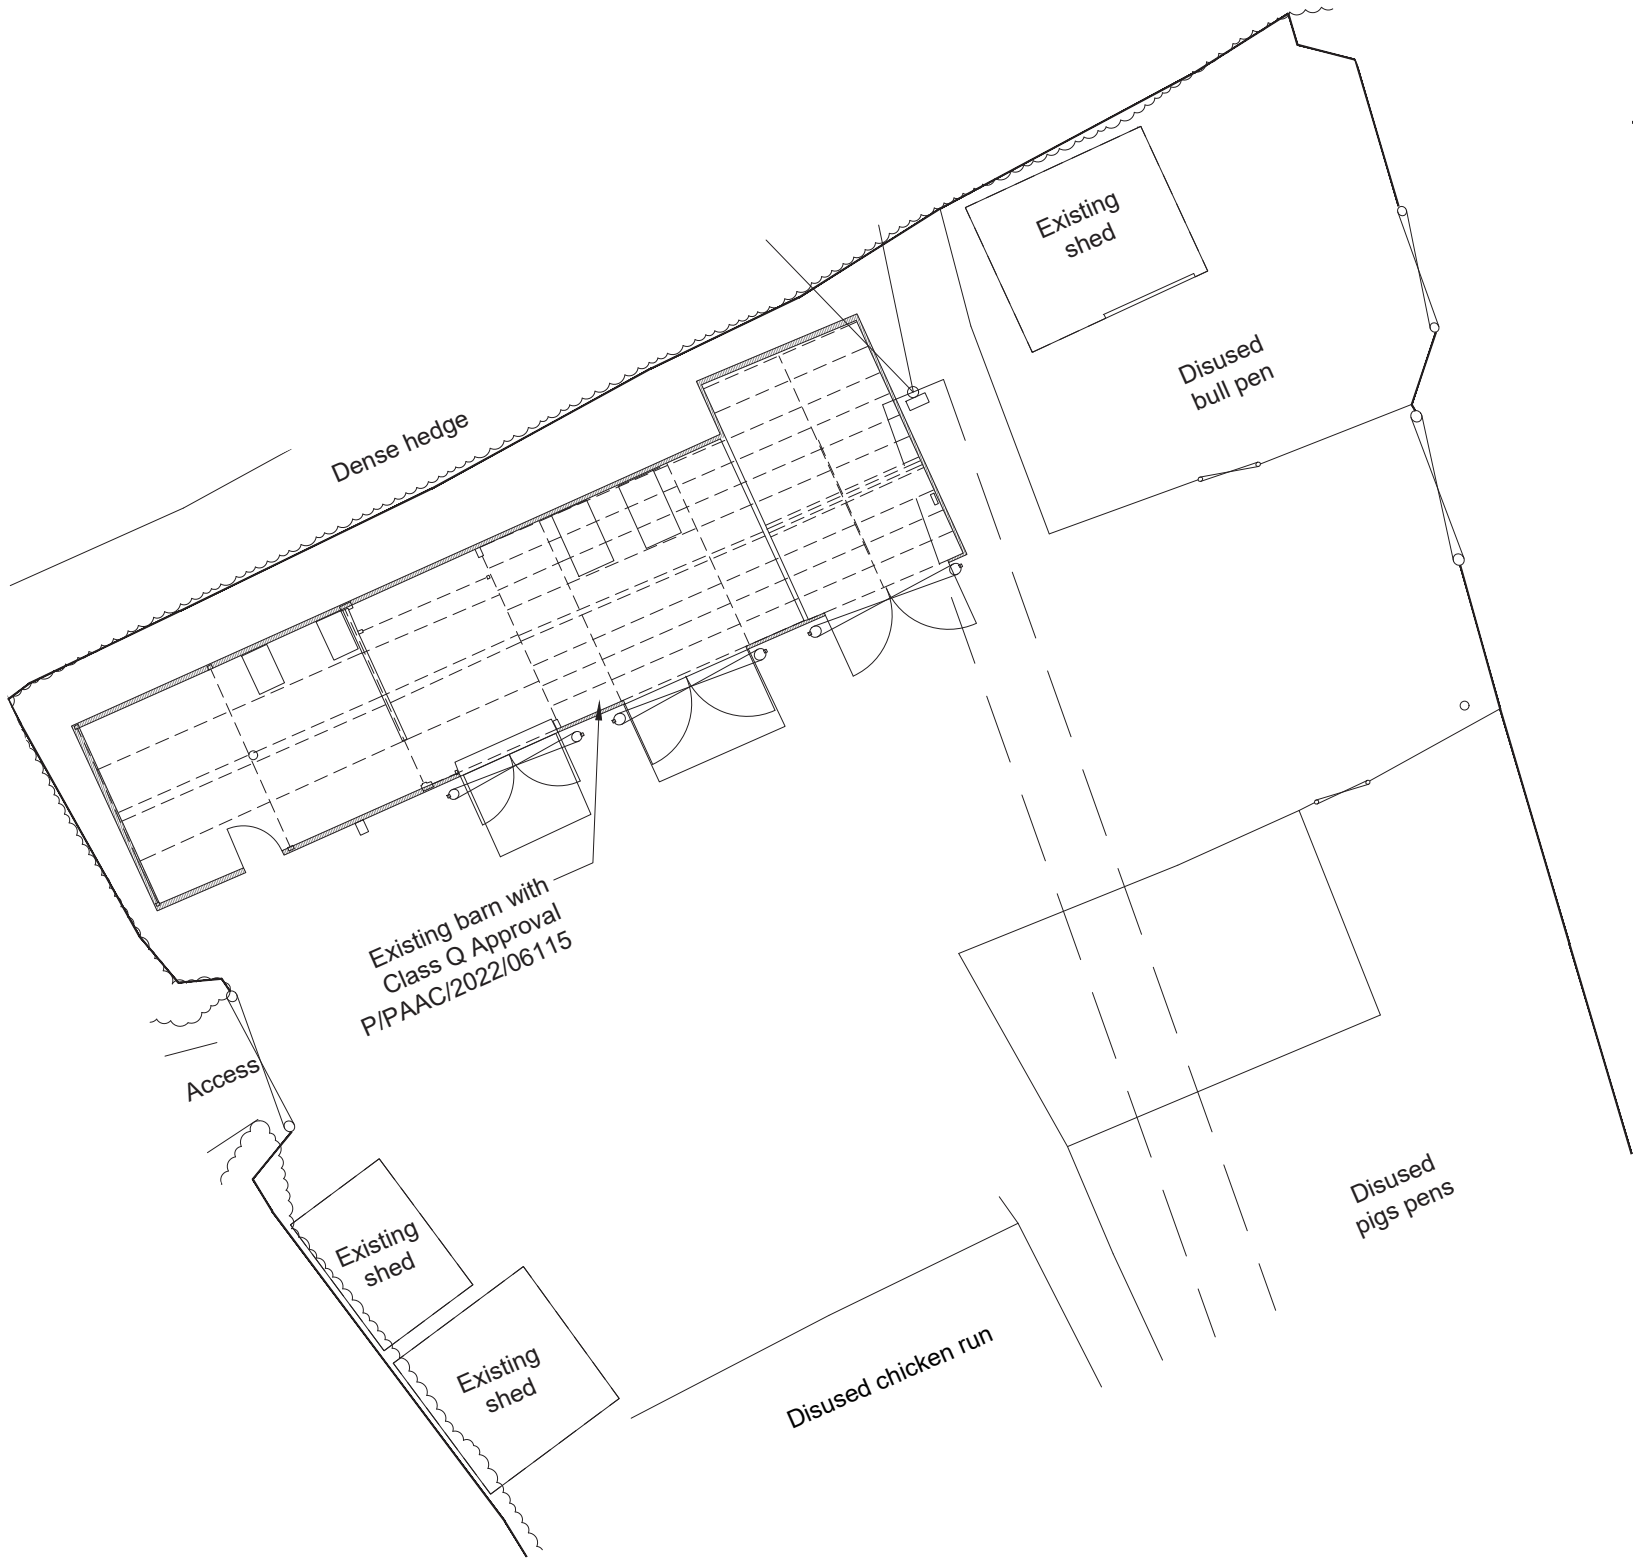 Existing
shed
Disused
bull pen
Dense hedge
Existing barn with
Class Q Approval
P/PAAC/2022/06115
Access
Disused
pigs pens
Existing
shed
Existing
shed
Disused chicken run